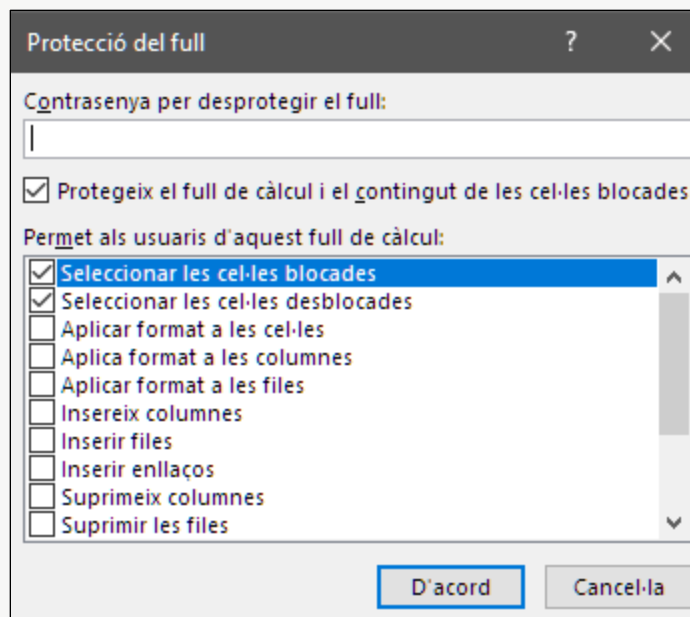 Protecció del full ? ×
Contrasenya per desprotegir el full:
Protegeix el full de càlcul i el contingut de les cel·les blocades
Permet als usuaris d'aquest full de càlcul:
Seleccionar les cel·les blocades
Seleccionar les cel·les desblocades
Aplicar format a les cel·les
Aplica format a les columnes
Aplicar format a les files
Insereix columnes
Inserir files
Inserir enllaços
Suprimeix columnes
Suprimir les files
D'acord Cancel·la